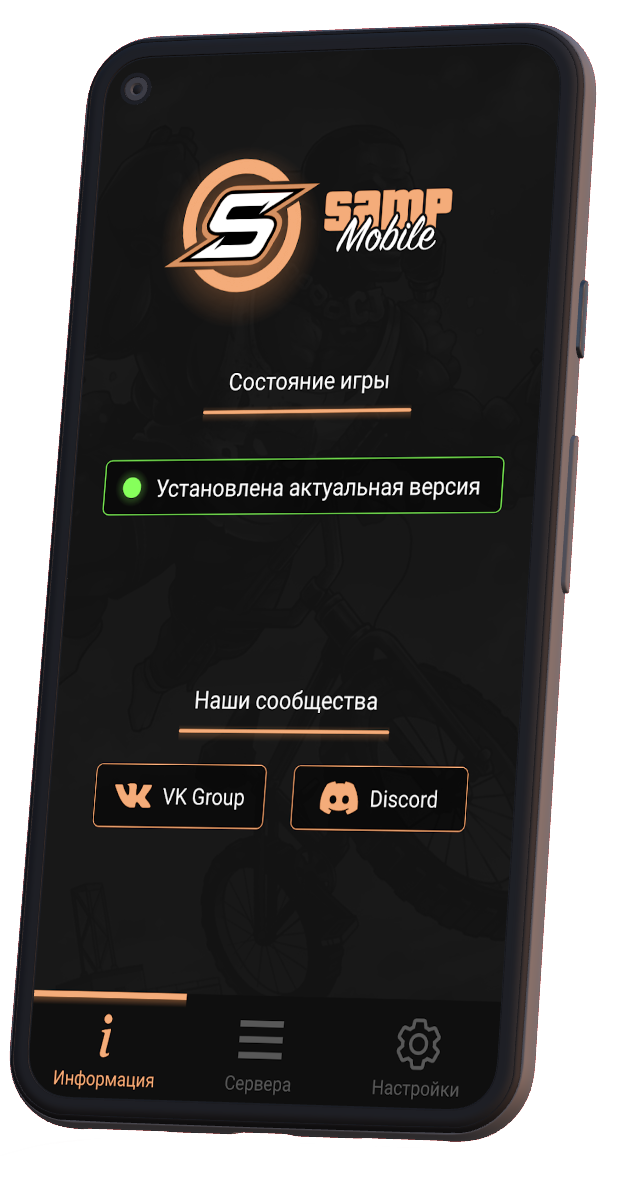 samp
Mobile
Состояние игры
Установлена актуальная версия
Наши сообщества
VK Group
Discord
Информация
Сервера
Настройки